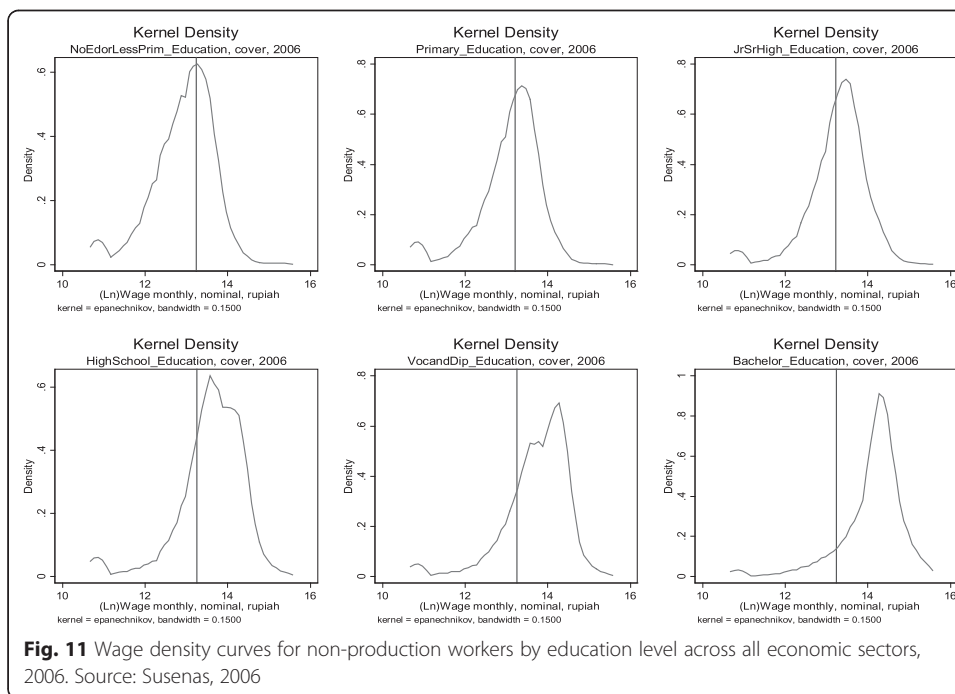 Kernel Density
NoEdorLessPrim_Education, cover, 2006
Density
0 .2 .4 .6
10 12 14 16
(Ln)Wage monthly, nominal, rupiah
kernel = epanechnikov, bandwidth = 0.1500
Kernel Density
Primary_Education, cover, 2006
Density
0 .2 .4 .6 .8
10 12 14 16
(Ln)Wage monthly, nominal, rupiah
kernel = epanechnikov, bandwidth = 0.1500
Kernel Density
JrSrHigh_Education, cover, 2006
Density
0 .2 .4 .6 .8
10 12 14 16
(Ln)Wage monthly, nominal, rupiah
kernel = epanechnikov, bandwidth = 0.1500
Kernel Density
HighSchool_Education, cover, 2006
Density
0 .2 .4 .6
10 12 14 16
(Ln)Wage monthly, nominal, rupiah
kernel = epanechnikov, bandwidth = 0.1500
Kernel Density
VocandDip_Education, cover, 2006
Density
0 .2 .4 .6 .8
10 12 14 16
(Ln)Wage monthly, nominal, rupiah
kernel = epanechnikov, bandwidth = 0.1500
Kernel Density
Bachelor_Education, cover, 2006
Density
0 .2 .4 .6 .8 1
10 12 14 16
(Ln)Wage monthly, nominal, rupiah
kernel = epanechnikov, bandwidth = 0.1500
Fig. 11 Wage density curves for non-production workers by education level across all economic sectors,
2006. Source: Susenas, 2006